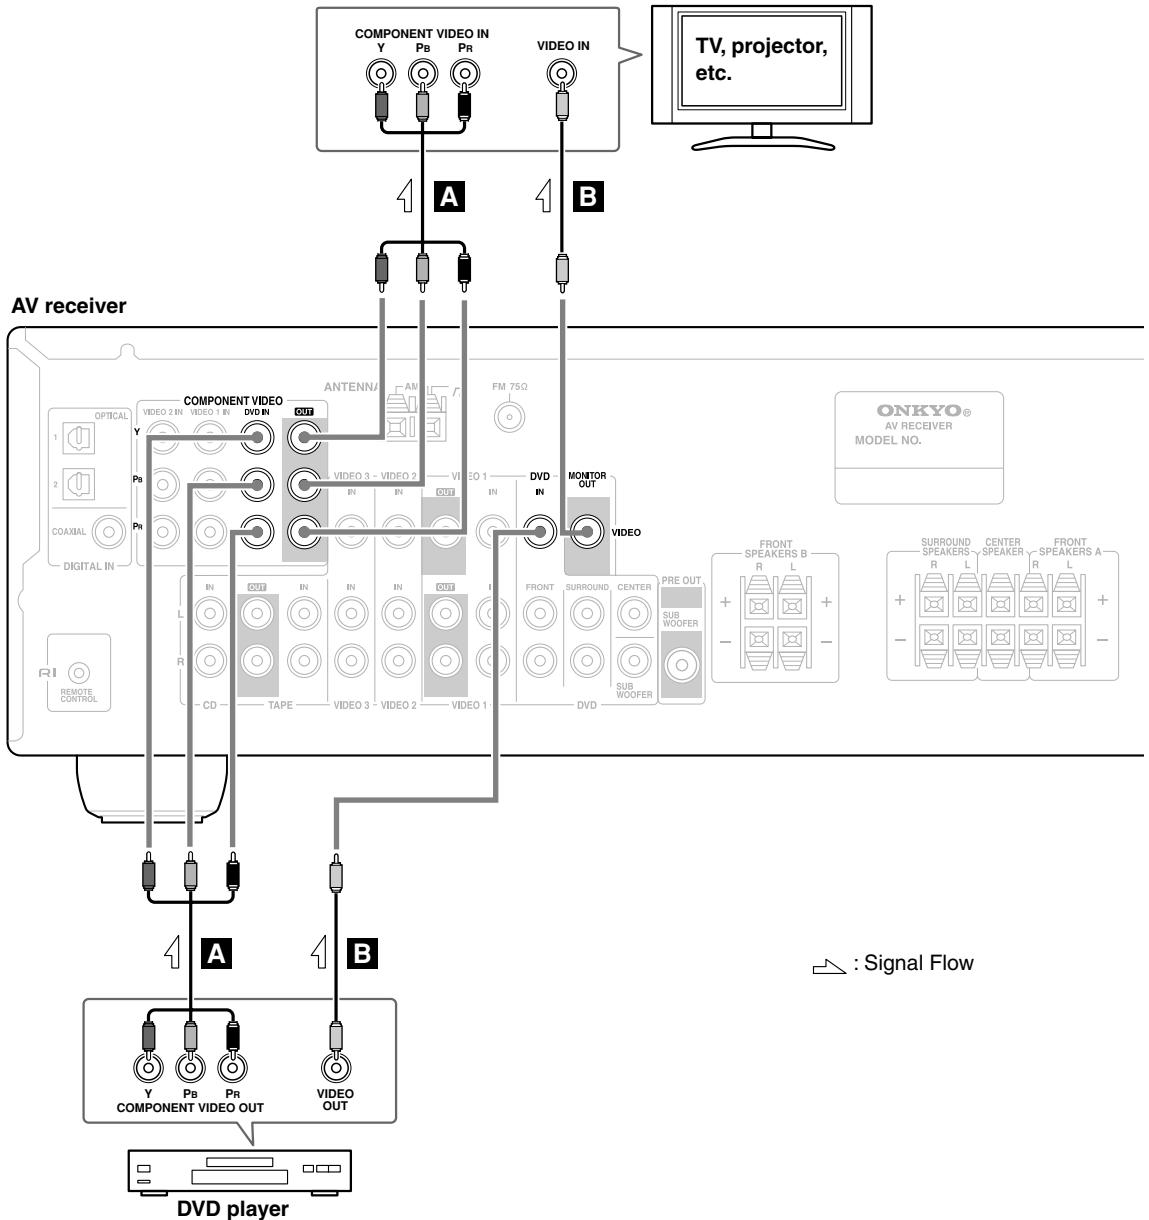 COMPONENT VIDEO IN
Y PB PR
VIDEO IN
TV, projector,
etc.
A
B
AV receiver
ANTENNA
AM
FM 75Ω
COMPONENT VIDEO
OPTICAL
VIDEO 2 IN VIDEO 1 IN DVD IN OUT
1
Y
ONKYO®
AV RECEIVER
MODEL NO.
2
PB
VIDEO 3 VIDEO 2 VIDEO 1 DVD MONITOR
OUT
IN IN OUT IN IN
COAXIAL
PR
VIDEO
DIGITAL IN
FRONT
SPEAKERS B
R L
SURROUND
SPEAKERS
R L
CENTER
SPEAKER
FRONT
SPEAKERS A
R L
IN OUT IN IN IN OUT IN FRONT SURROUND CENTER
PRE OUT
L
SUB
WOOFER
+ +
+ +
R
− −
− −
RI
REMOTE
CONTROL
SUB
WOOFER
CD TAPE VIDEO 3 VIDEO 2 VIDEO 1 DVD
A
B
: Signal Flow
Y PB PR
COMPONENT VIDEO OUT
VIDEO
OUT
DVD player